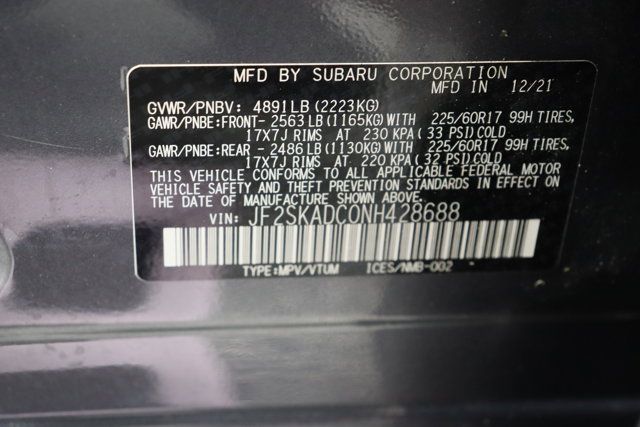 MFD BY SUBARU CORPORATION
MFD IN 12/21
GVWR/PNBV: 4891LB(2223KG)
GAWR/PNBE:FRONT- 2563LB(1165KG)WITH 225/60R17 99H TIRES,
17X7J RIMS AT 230 KPA(33 PSI)COLD
GAWR/PNBE:REAR - 2486LB(1130KG)WITH 225/60R17 99H TIRES,
17X7J RIMS AT 220 KPA(32 PSI)COLD
THIS VEHICLE CONFORMS TO ALL APPLICABLE FEDERAL MOTOR
VEHICLE SAFETY AND THEFT PREVENTION STANDARDS IN EFFECT ON
THE DATE OF MANUFACTURE SHOWN ABOVE.
VIN: JF2SKADC0NH428688
TYPE:MPV/VTUM ICES/NMB-002